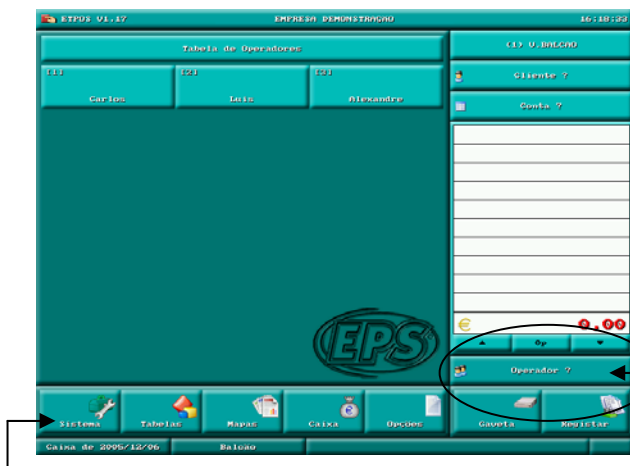 ETPOS V1.17 EMPRESA DEMONSTRACAO 16:18:33
Tabela de Operadores
(1) V.BALCAO
[1] [2] [3]
Carlos Luis Alexandre
Cliente ?
Conta ?
EPS
€ 0.00
Op
Operador ?
Sistema Tabelas Mapas Caixa Opcoes Gaveta Registar
Caixa de 2005/12/06 Balcão